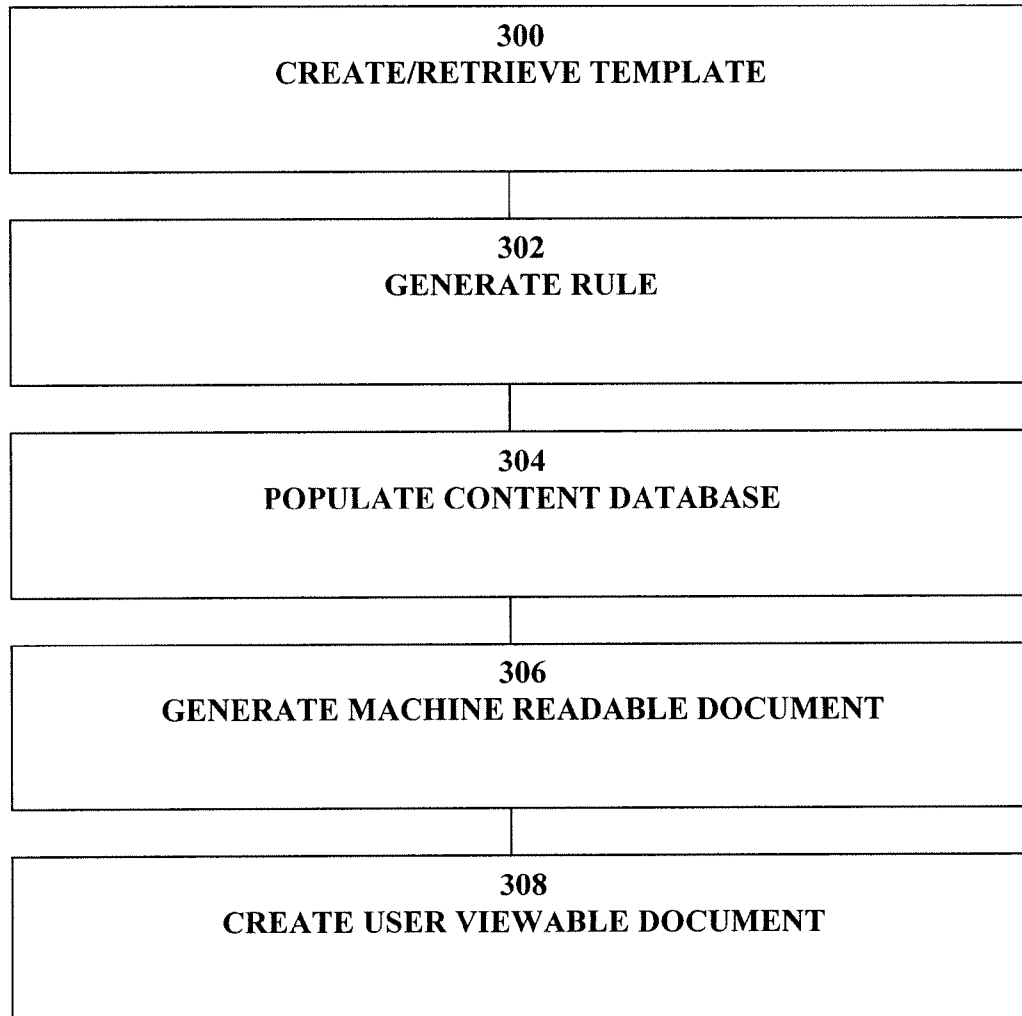 300
CREATE/RETRIEVE TEMPLATE
302
GENERATE RULE
304
POPULATE CONTENT DATABASE
306
GENERATE MACHINE READABLE DOCUMENT
308
CREATE USER VIEWABLE DOCUMENT